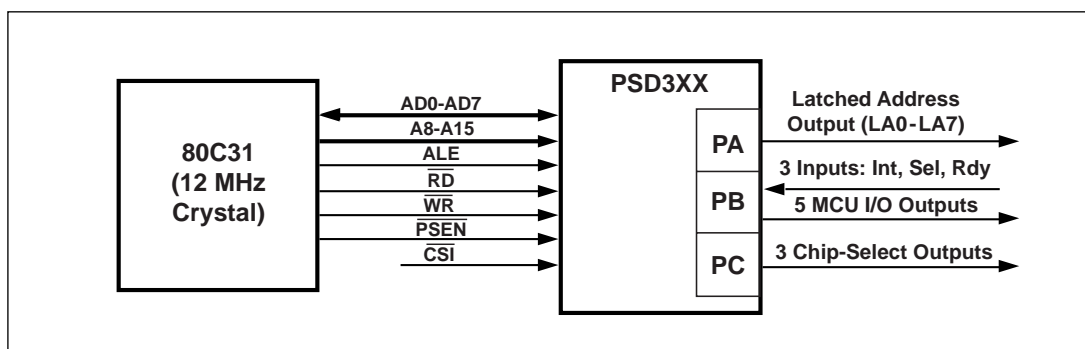 80C31
(12 MHz
Crystal)
AD0-AD7
A8-A15
ALE
RD
WR
PSEN
CSI
PSD3XX
PA
PB
PC
Latched Address
Output (LA0-LA7)
3 Inputs: Int, Sel, Rdy
5 MCU I/O Outputs
3 Chip-Select Outputs